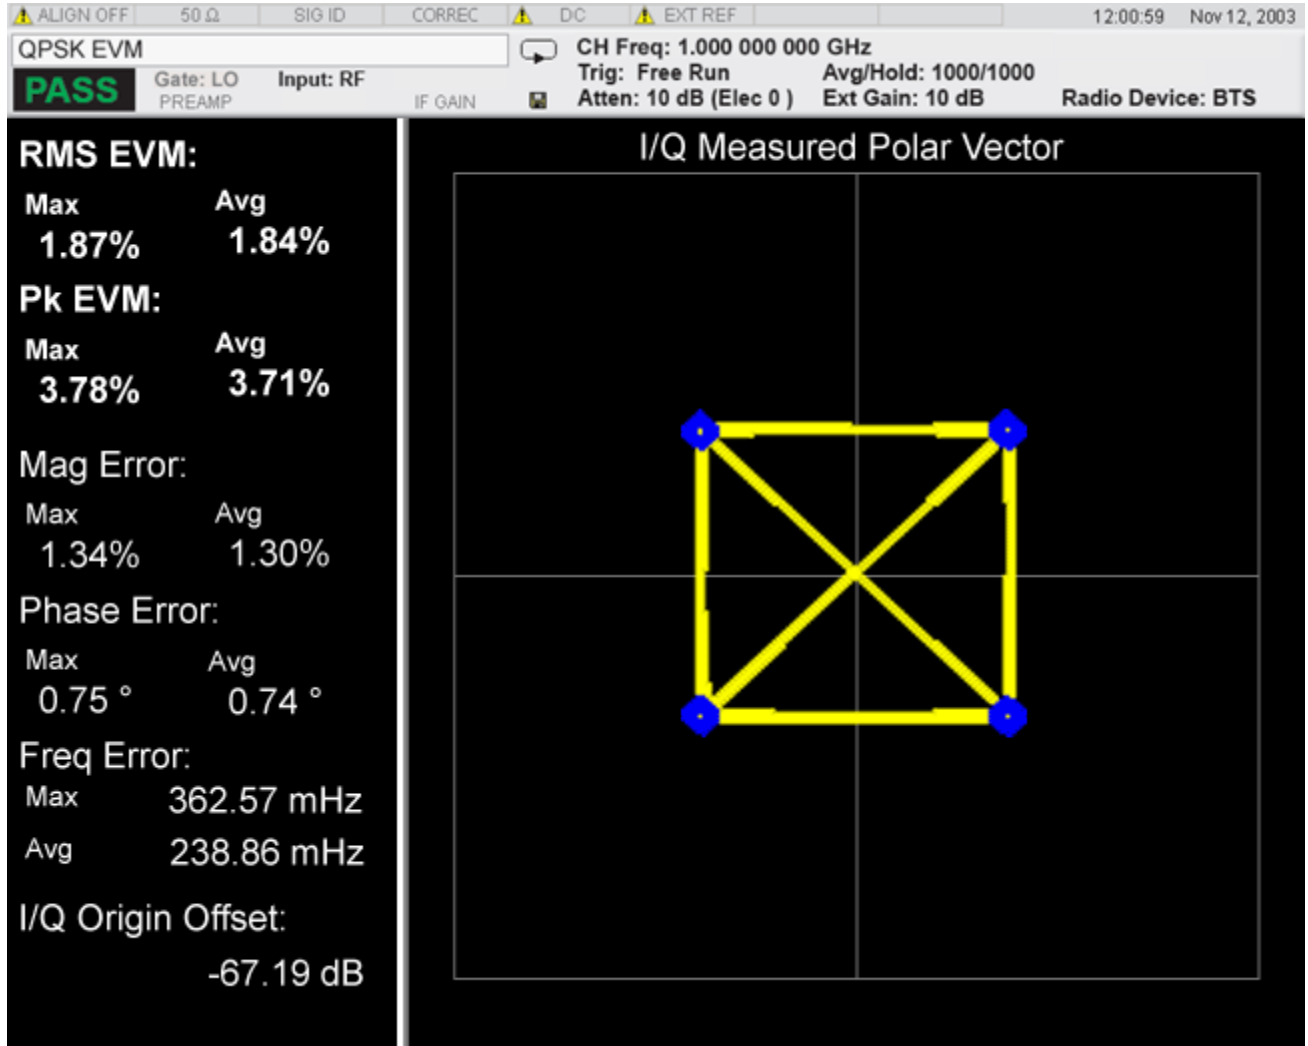 ALIGN OFF 50 Ω SIG ID CORREC DC EXT REF 12:00:59 Nov 12, 2003
QPSK EVM
CH Freq: 1.000 000 000 GHz
Trig: Free Run Avg/Hold: 1000/1000
PASS Gate: LO Input: RF
PREAMP IF GAIN Atten: 10 dB (Elec 0 ) Ext Gain: 10 dB Radio Device: BTS
RMS EVM:
Max Avg
1.87% 1.84%
Pk EVM:
Max Avg
3.78% 3.71%
Mag Error:
Max Avg
1.34% 1.30%
Phase Error:
Max Avg
0.75 ° 0.74 °
Freq Error:
Max 362.57 mHz
Avg 238.86 mHz
I/Q Origin Offset:
-67.19 dB
I/Q Measured Polar Vector